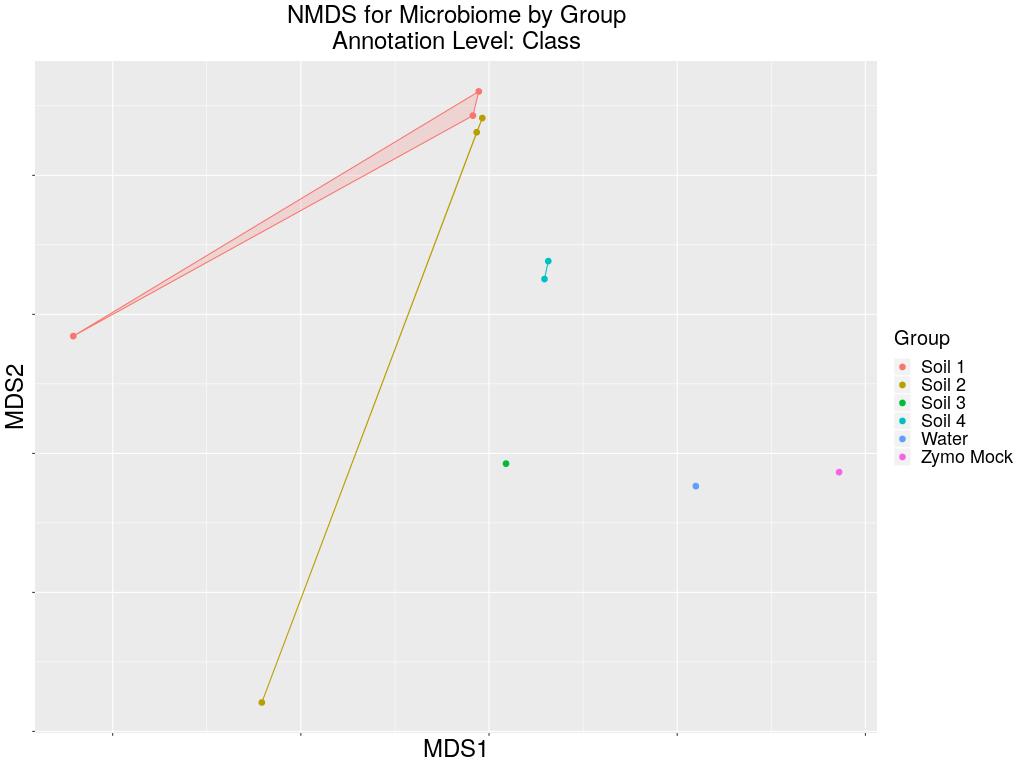 NMDS for Microbiome by Group
Annotation Level: Class
MDS2
MDS1
Group
Soil 1
Soil 2
Soil 3
Soil 4
Water
Zymo Mock